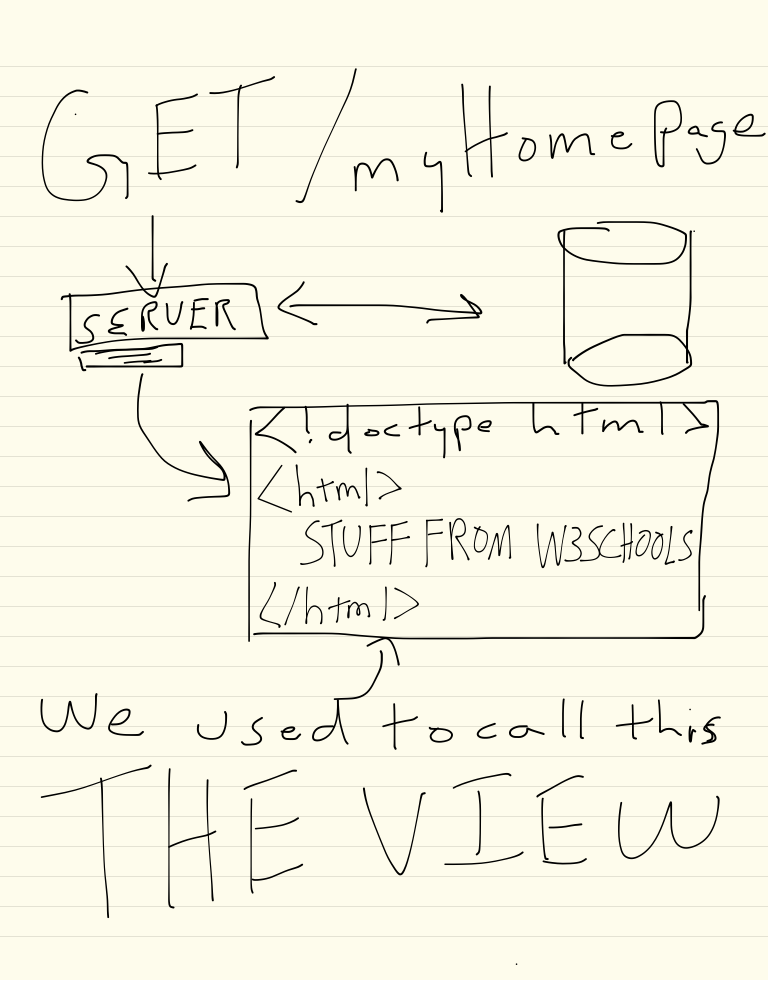 GET /myHomePage
SERVER
<!doctype html>
<html>
STUFF FROM W3SCHOOLS
</html>
We used to call this
THE VIEW